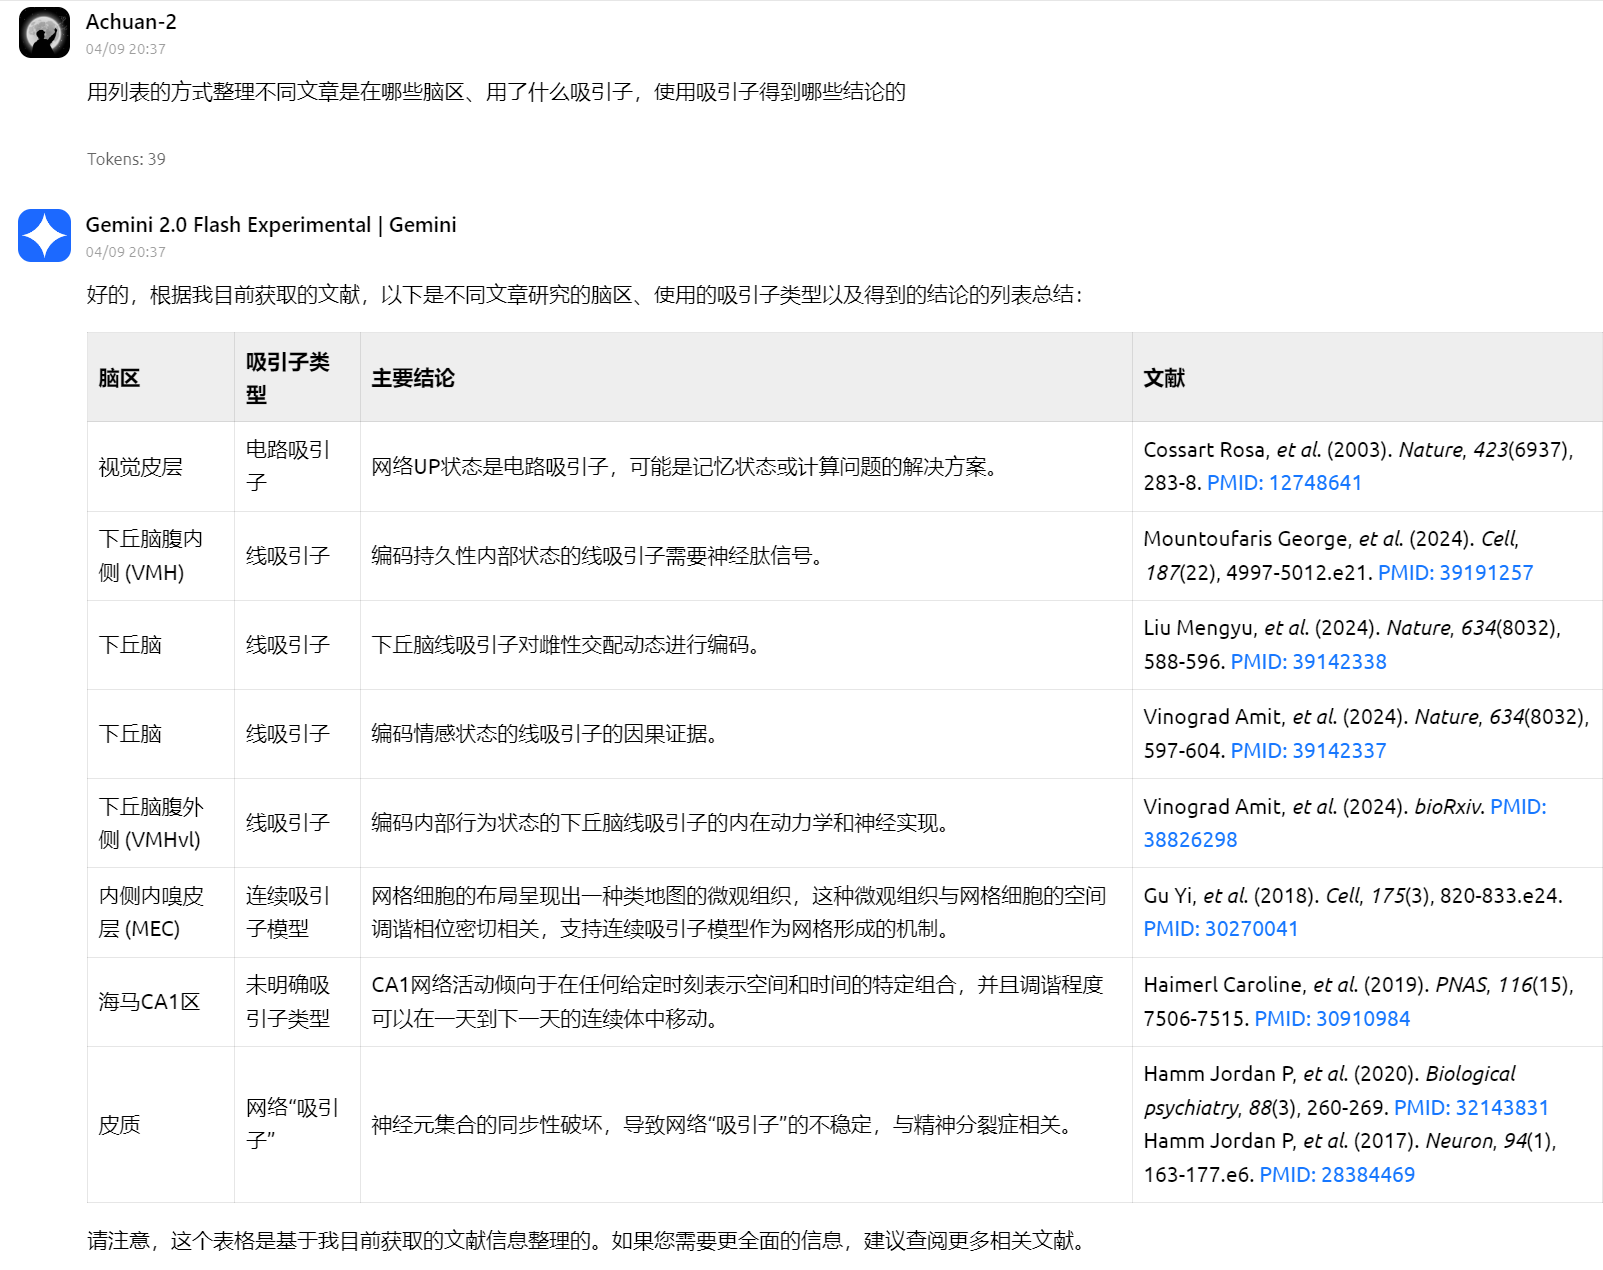 Achuan-2
04/09 20:37
用列表的方式整理不同文章是在哪些脑区、用了什么吸引子，使用吸引子得到哪些结论的
Tokens: 39
Gemini 2.0 Flash Experimental | Gemini
04/09 20:37
好的，根据我目前获取的文献，以下是不同文章研究的脑区、使用的吸引子类型以及得到的结论的列表总结：
脑区
吸引子类
型
主要结论
文献
视觉皮层
电路吸引
子
网络UP状态是电路吸引子，可能是记忆状态或计算问题的解决方案。
Cossart Rosa, et al. (2003). Nature, 423(6937),
283-8. PMID: 12748641
下丘脑腹内
侧 (VMH)
线吸引子
编码持久性内部状态的线吸引子需要神经肽信号。
Mountoufaris George, et al. (2024). Cell,
187(22), 4997-5012.e21. PMID: 39191257
下丘脑
线吸引子
下丘脑线吸引子对雌性交配动态进行编码。
Liu Mengyu, et al. (2024). Nature, 634(8032),
588-596. PMID: 39142338
下丘脑
线吸引子
编码情感状态的线吸引子的因果证据。
Vinograd Amit, et al. (2024). Nature, 634(8032),
597-604. PMID: 39142337
下丘脑腹外
侧 (VMHvl)
线吸引子
编码内部行为状态的下丘脑线吸引子的内在动力学和神经实现。
Vinograd Amit, et al. (2024). bioRxiv. PMID:
38826298
内侧内嗅皮
层 (MEC)
连续吸引
子模型
网格细胞的布局呈现出一种类地图的微观组织，这种微观组织与网格细胞的空间
调谐相位密切相关，支持连续吸引子模型作为网格形成的机制。
Gu Yi, et al. (2018). Cell, 175(3), 820-833.e24.
PMID: 30270041
海马CA1区
未明确吸
引子类型
CA1网络活动倾向于在任何给定时刻表示空间和时间的特定组合，并且调谐程度
可以在一天到下一天的连续体中移动。
Haimerl Caroline, et al. (2019). PNAS, 116(15),
7506-7515. PMID: 30910984
皮质
网络“吸引
子”
神经元集合的同步性破坏，导致网络“吸引子”的不稳定，与精神分裂症相关。
Hamm Jordan P, et al. (2020). Biological
psychiatry, 88(3), 260-269. PMID: 32143831
Hamm Jordan P, et al. (2017). Neuron, 94(1),
163-177.e6. PMID: 28384469
请注意，这个表格是基于我目前获取的文献信息整理的。如果您需要更全面的信息，建议查阅更多相关文献。